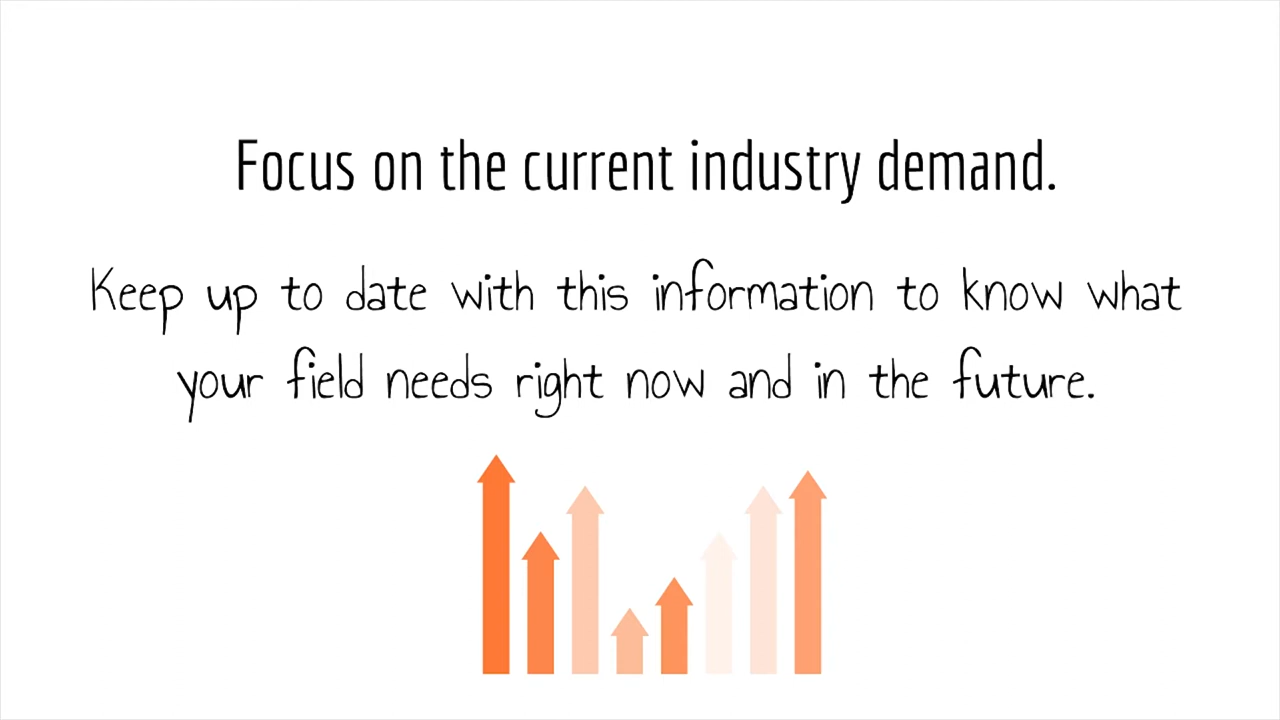 Focus on the current industry demand.
Keep up to date with this information to know what
your field needs right now and in the future.